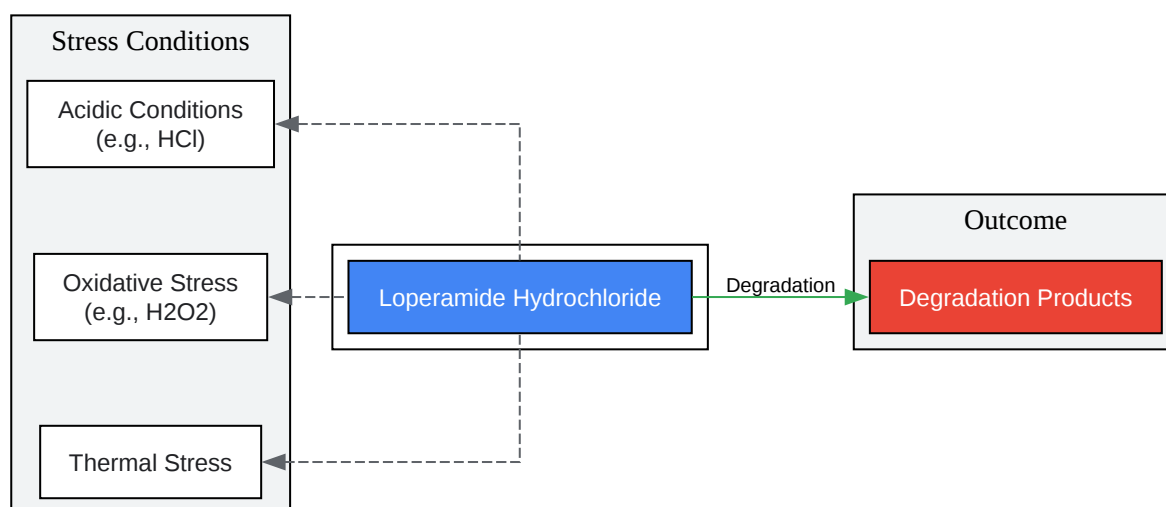 Stress Conditions
Acidic Conditions
(e.g., HCl)
Oxidative Stress
(e.g., H2O2)
Thermal Stress
Loperamide Hydrochloride
Degradation
Outcome
Degradation Products